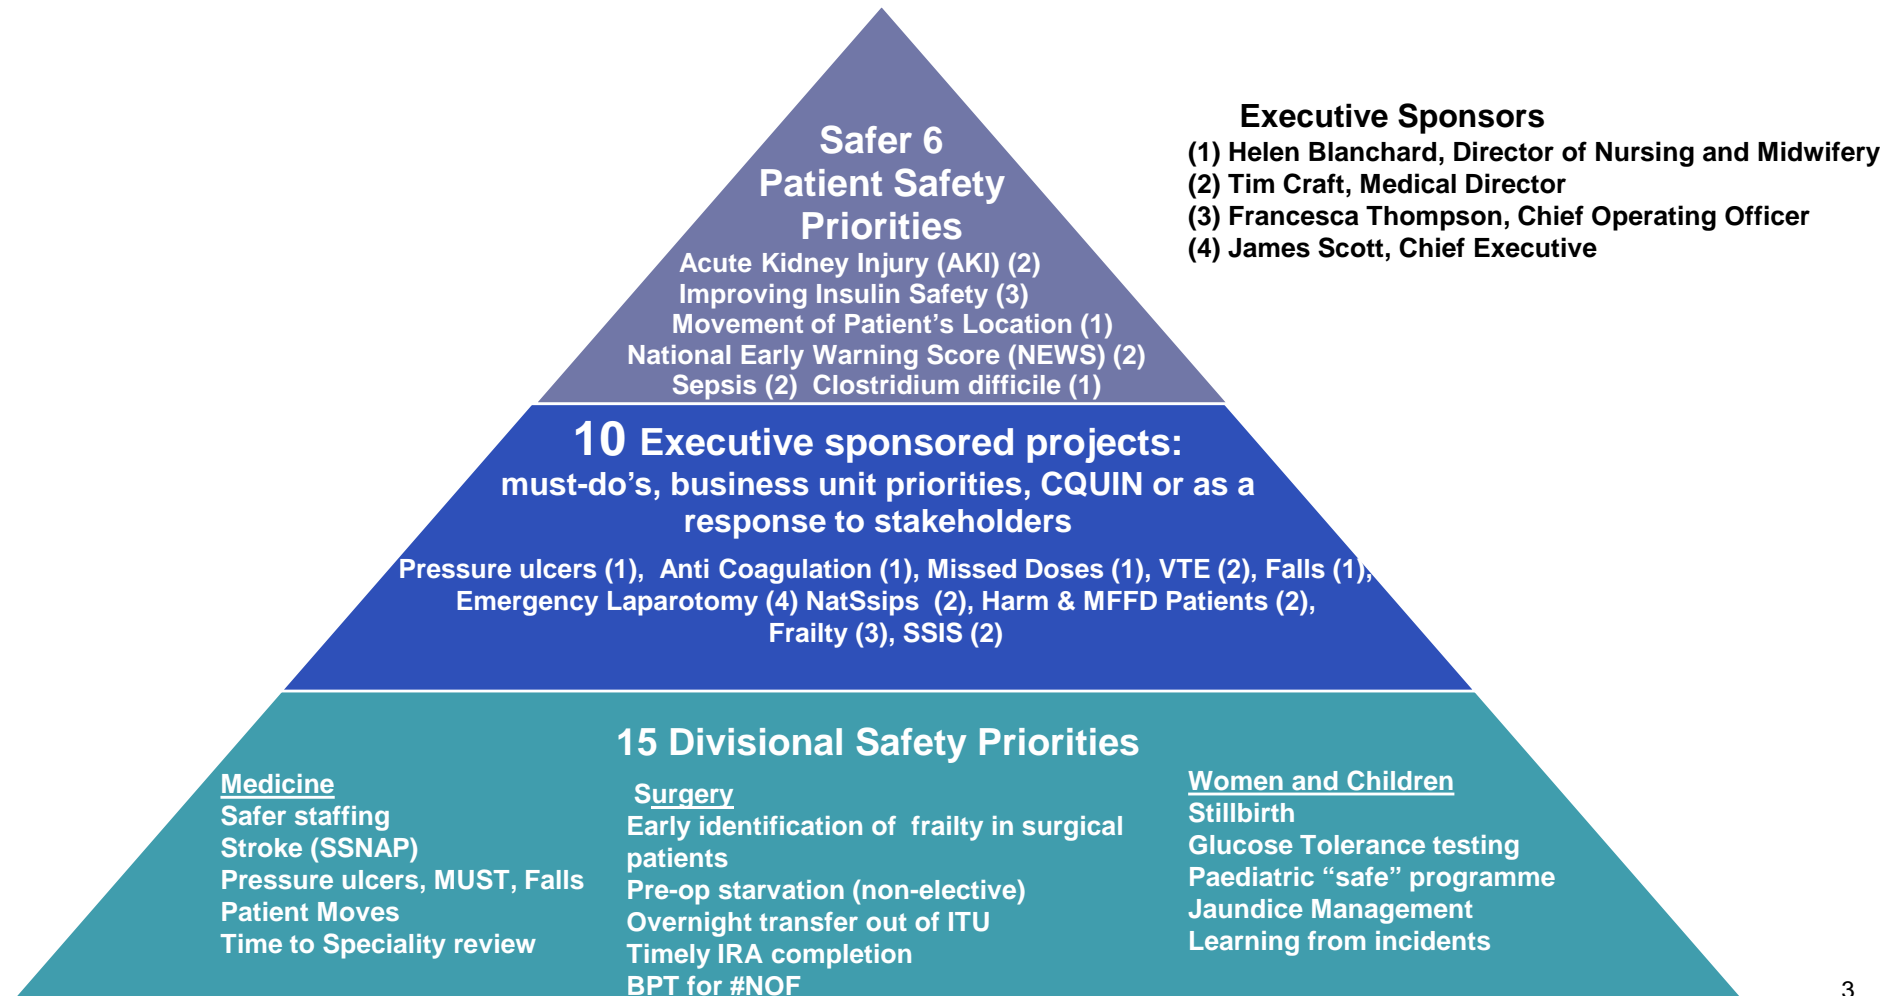 Safer 6
Patient Safety
Priorities
Acute Kidney Injury (AKI) (2)
Improving Insulin Safety (3)
Movement of Patient’s Location (1)
National Early Warning Score (NEWS) (2)
Sepsis (2)  Clostridium difficile (1)
Executive Sponsors
(1) Helen Blanchard, Director of Nursing and Midwifery
(2) Tim Craft, Medical Director
(3) Francesca Thompson, Chief Operating Officer
(4) James Scott, Chief Executive
10 Executive sponsored projects:
must-do’s, business unit priorities, CQUIN or as a
response to stakeholders
Pressure ulcers (1),  Anti Coagulation (1), Missed Doses (1), VTE (2), Falls (1),
Emergency Laparotomy (4) NatSsips  (2), Harm & MFFD Patients (2),
Frailty (3), SSIS (2)
15 Divisional Safety Priorities
Medicine
Safer staffing
Stroke (SSNAP)
Pressure ulcers, MUST, Falls
Patient Moves
Time to Speciality review
Surgery
Early identification of  frailty in surgical
patients
Pre-op starvation (non-elective)
Overnight transfer out of ITU
Timely IRA completion
BPT for #NOF
Women and Children
Stillbirth
Glucose Tolerance testing
Paediatric “safe” programme
Jaundice Management
Learning from incidents
3